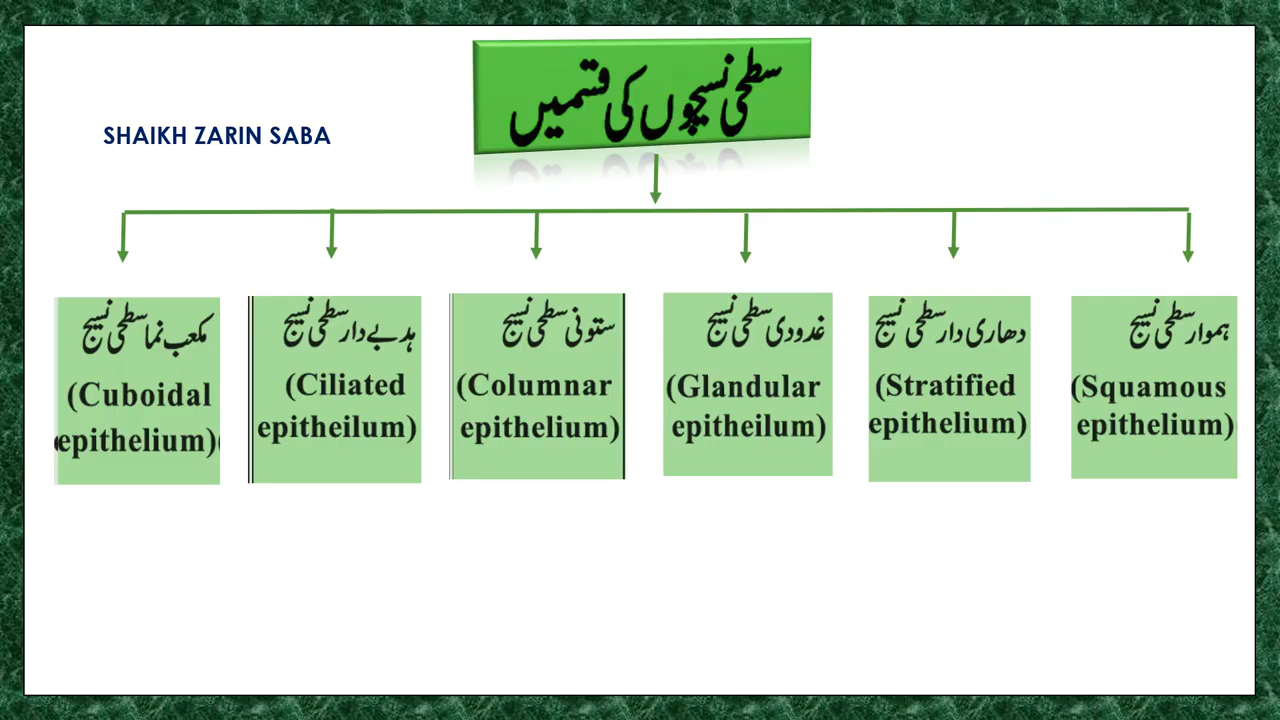 سطحی نسیجوں کی قسمیں
SHAIKH ZARIN SABA
ہموار سطحی نسیج
(Squamous
epithelium)
دھاری دار سطحی نسیج
(Stratified
epithelium)
غدودی سطحی نسیج
(Glandular
epitheilum)
ستونی سطحی نسیج
(Columnar
epithelium)
ہدبے دار سطحی نسیج
(Ciliated
epitheilum)
مکعب نما سطحی نسیج
(Cuboidal
epithelium)